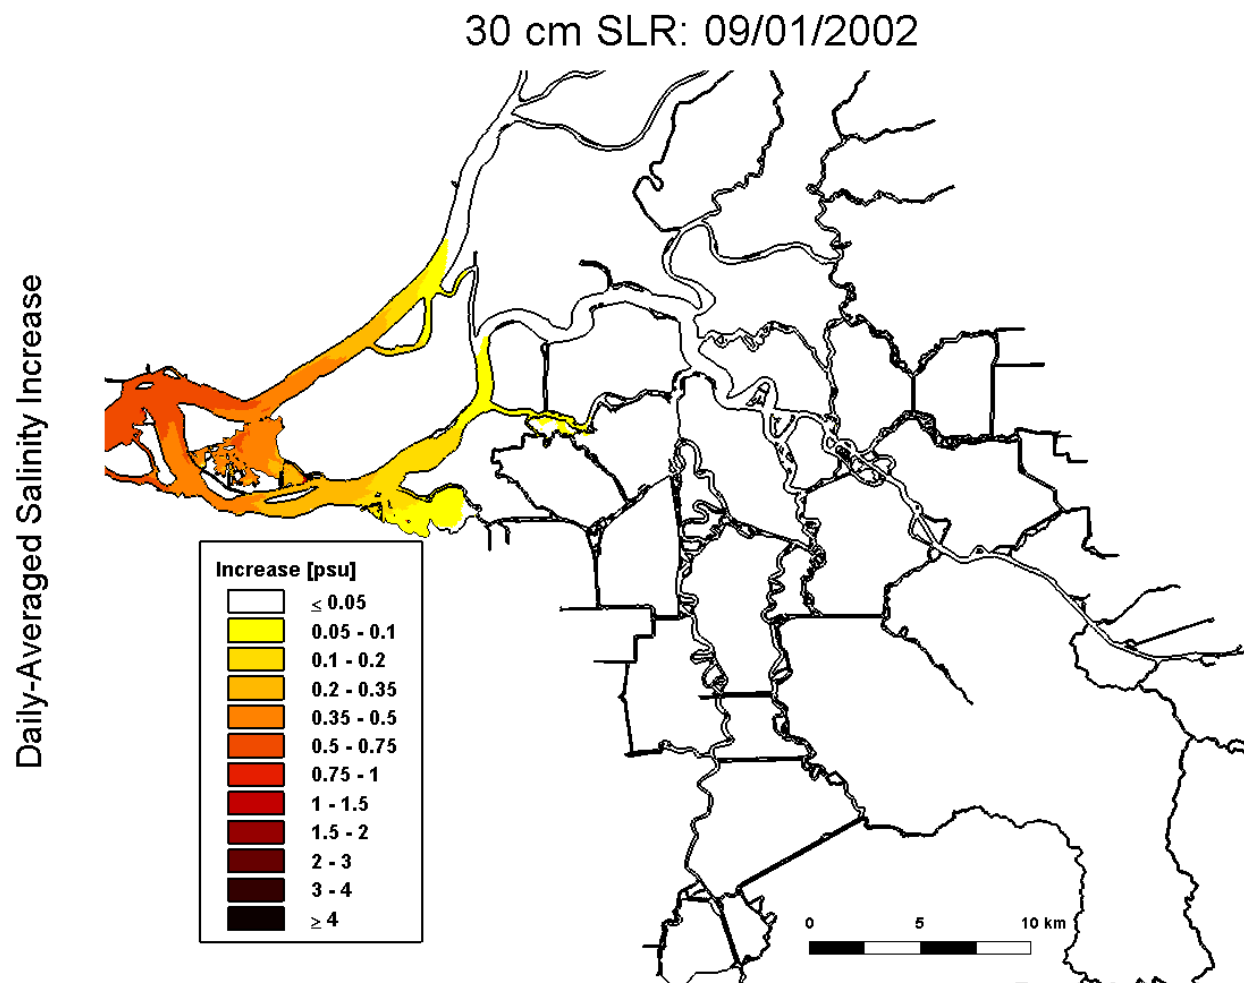 30 cm SLR: 09/01/2002
Daily-Averaged Salinity Increase
Increase [psu]
≤ 0.05
0.05 - 0.1
0.1 - 0.2
0.2 - 0.35
0.35 - 0.5
0.5 - 0.75
0.75 - 1
1 - 1.5
1.5 - 2
2 - 3
3 - 4
≥ 4
0 5 10 km